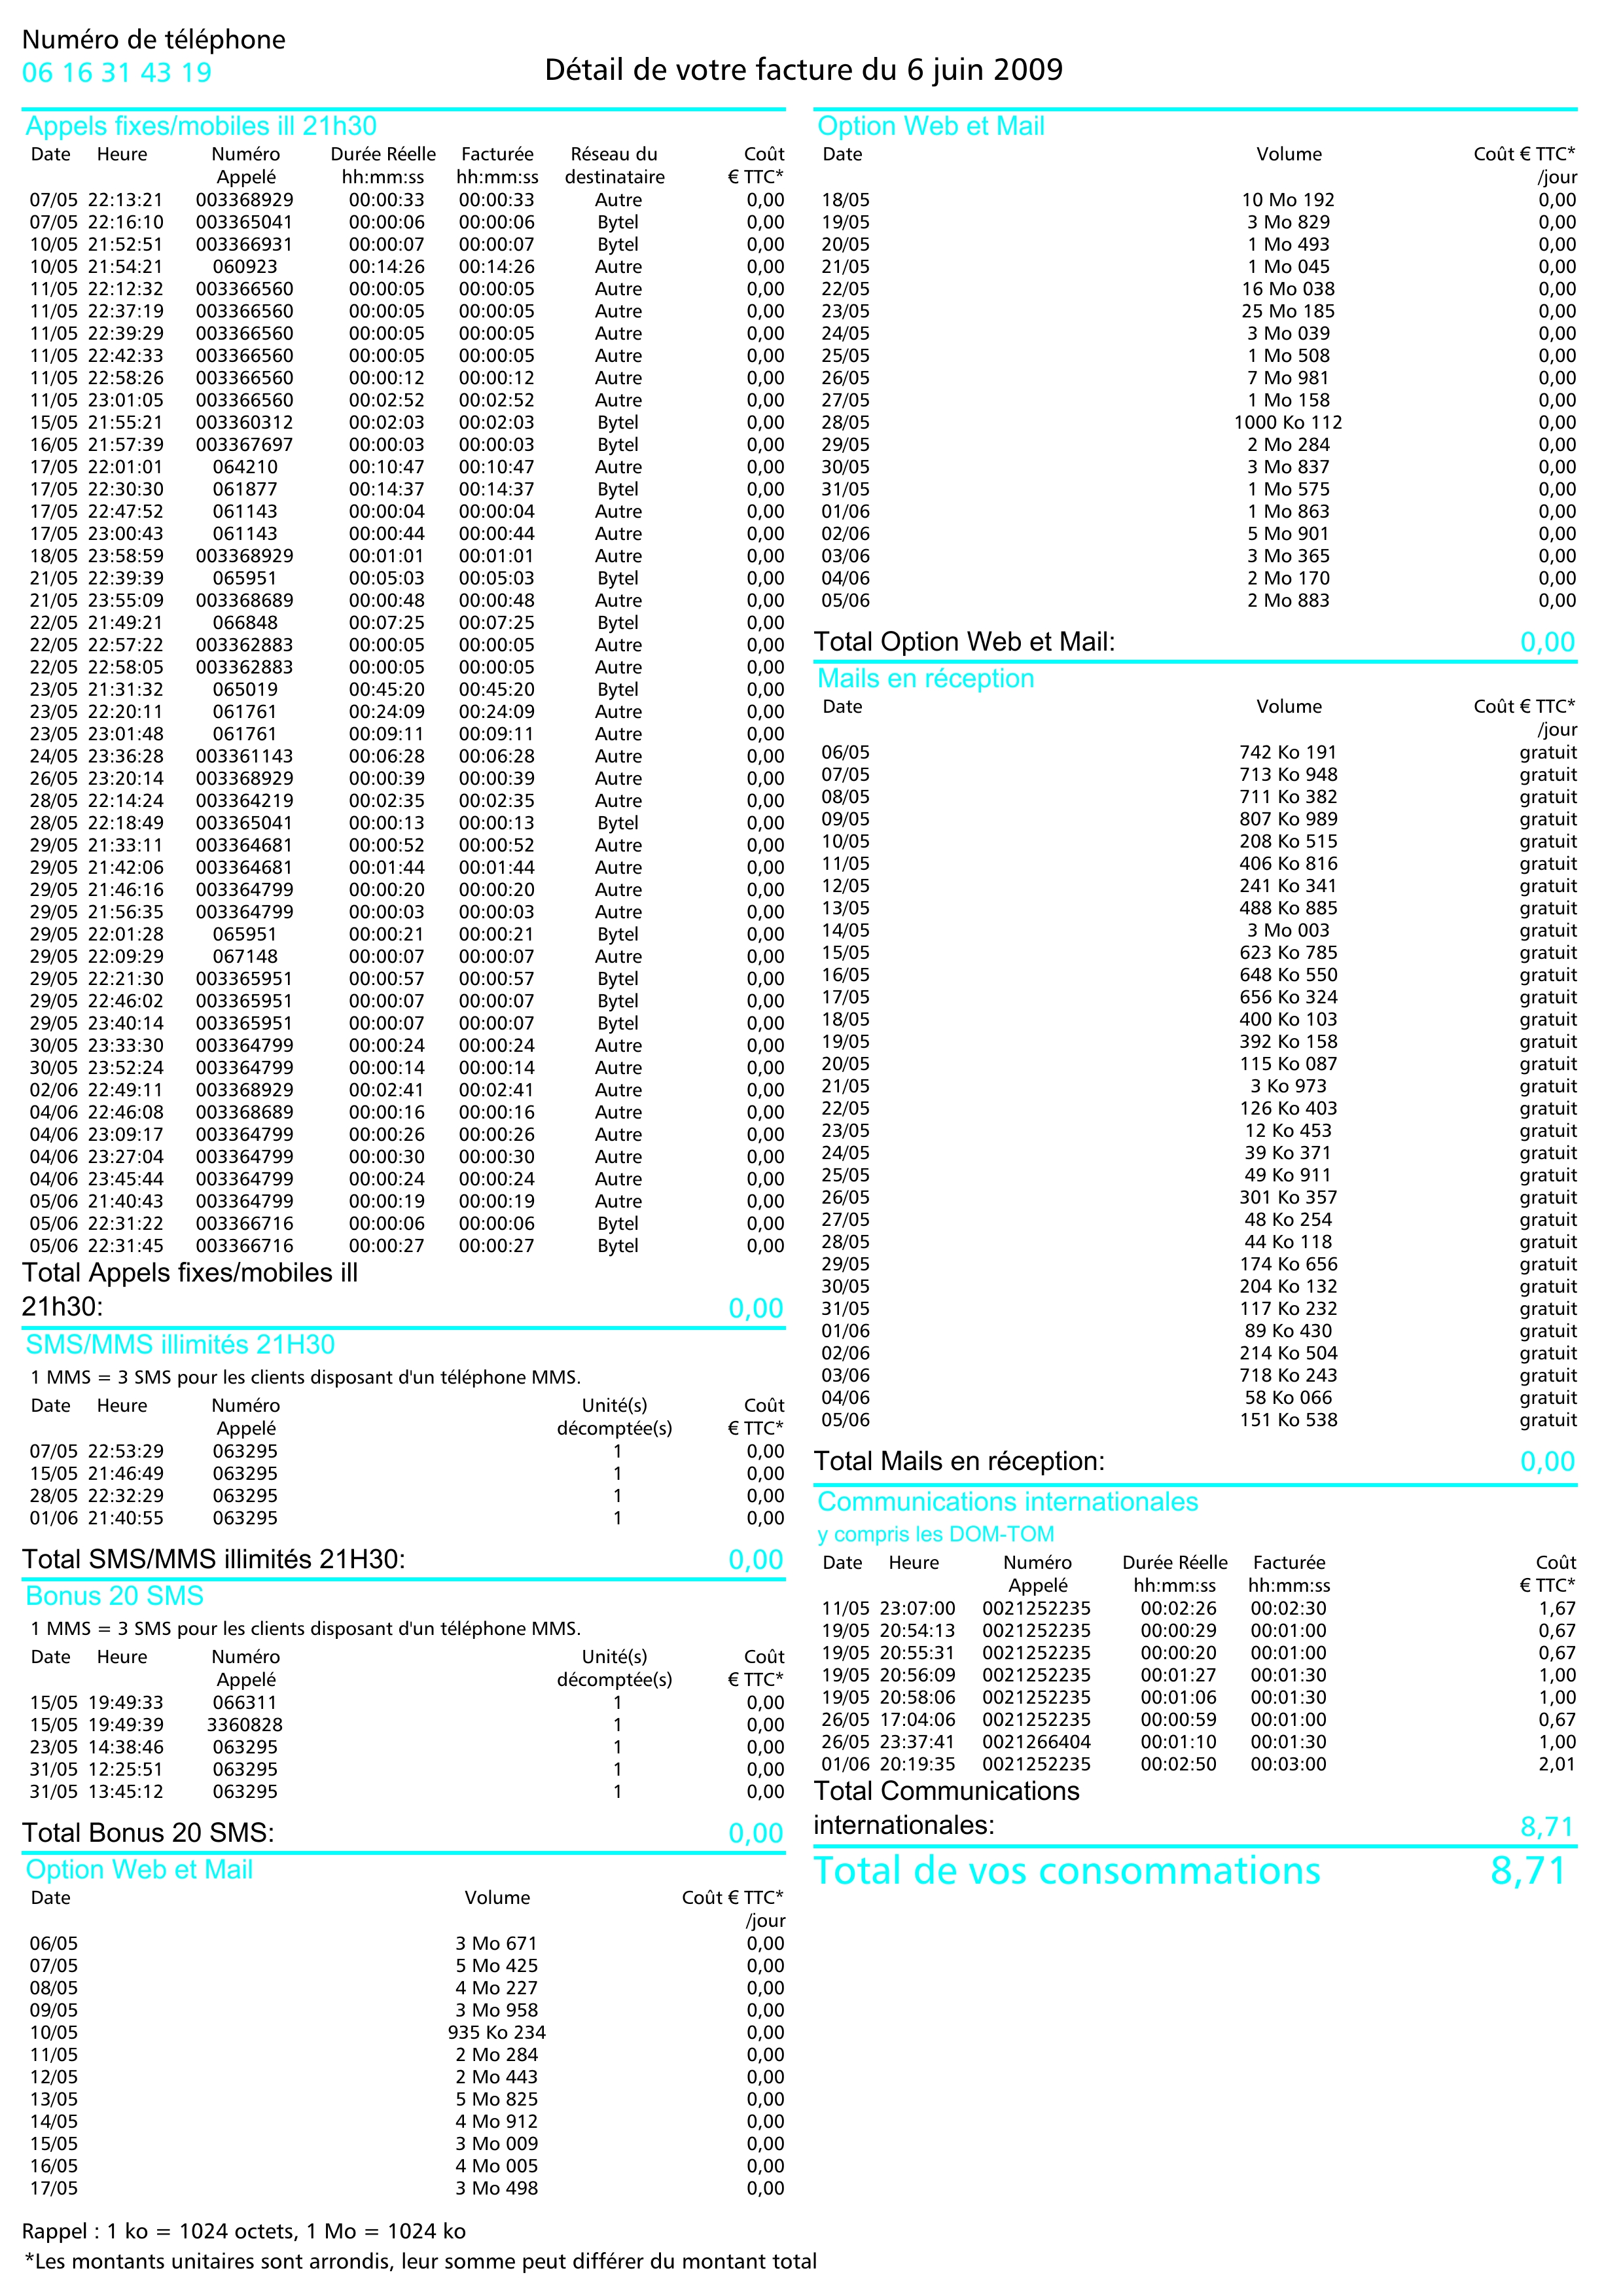 Numéro de téléphone
06 16 31 43 19
Détail de votre facture du 6 juin 2009
Appels fixes/mobiles ill 21h30
Date Heure Numéro Durée Réelle Facturée Réseau du Coût
Appelé hh:mm:ss hh:mm:ss destinataire € TTC*
07/05 22:13:21 003368929 00:00:33 00:00:33 Autre 0,00
07/05 22:16:10 003365041 00:00:06 00:00:06 Bytel 0,00
10/05 21:52:51 003366931 00:00:07 00:00:07 Bytel 0,00
10/05 21:54:21 060923 00:14:26 00:14:26 Autre 0,00
11/05 22:12:32 003366560 00:00:05 00:00:05 Autre 0,00
11/05 22:37:19 003366560 00:00:05 00:00:05 Autre 0,00
11/05 22:39:29 003366560 00:00:05 00:00:05 Autre 0,00
11/05 22:42:33 003366560 00:00:05 00:00:05 Autre 0,00
11/05 22:58:26 003366560 00:00:12 00:00:12 Autre 0,00
11/05 23:01:05 003366560 00:02:52 00:02:52 Autre 0,00
15/05 21:55:21 003360312 00:02:03 00:02:03 Bytel 0,00
16/05 21:57:39 003367697 00:00:03 00:00:03 Bytel 0,00
17/05 22:01:01 064210 00:10:47 00:10:47 Autre 0,00
17/05 22:30:30 061877 00:14:37 00:14:37 Bytel 0,00
17/05 22:47:52 061143 00:00:04 00:00:04 Autre 0,00
17/05 23:00:43 061143 00:00:44 00:00:44 Autre 0,00
18/05 23:58:59 003368929 00:01:01 00:01:01 Autre 0,00
21/05 22:39:39 065951 00:05:03 00:05:03 Bytel 0,00
21/05 23:55:09 003368689 00:00:48 00:00:48 Autre 0,00
22/05 21:49:21 066848 00:07:25 00:07:25 Bytel 0,00
22/05 22:57:22 003362883 00:00:05 00:00:05 Autre 0,00
22/05 22:58:05 003362883 00:00:05 00:00:05 Autre 0,00
23/05 21:31:32 065019 00:45:20 00:45:20 Bytel 0,00
23/05 22:20:11 061761 00:24:09 00:24:09 Autre 0,00
23/05 23:01:48 061761 00:09:11 00:09:11 Autre 0,00
24/05 23:36:28 003361143 00:06:28 00:06:28 Autre 0,00
26/05 23:20:14 003368929 00:00:39 00:00:39 Autre 0,00
28/05 22:14:24 003364219 00:02:35 00:02:35 Autre 0,00
28/05 22:18:49 003365041 00:00:13 00:00:13 Bytel 0,00
29/05 21:33:11 003364681 00:00:52 00:00:52 Autre 0,00
29/05 21:42:06 003364681 00:01:44 00:01:44 Autre 0,00
29/05 21:46:16 003364799 00:00:20 00:00:20 Autre 0,00
29/05 21:56:35 003364799 00:00:03 00:00:03 Autre 0,00
29/05 22:01:28 065951 00:00:21 00:00:21 Bytel 0,00
29/05 22:09:29 067148 00:00:07 00:00:07 Autre 0,00
29/05 22:21:30 003365951 00:00:57 00:00:57 Bytel 0,00
29/05 22:46:02 003365951 00:00:07 00:00:07 Bytel 0,00
29/05 23:40:14 003365951 00:00:07 00:00:07 Bytel 0,00
30/05 23:33:30 003364799 00:00:24 00:00:24 Autre 0,00
30/05 23:52:24 003364799 00:00:14 00:00:14 Autre 0,00
02/06 22:49:11 003368929 00:02:41 00:02:41 Autre 0,00
04/06 22:46:08 003368689 00:00:16 00:00:16 Autre 0,00
04/06 23:09:17 003364799 00:00:26 00:00:26 Autre 0,00
04/06 23:27:04 003364799 00:00:30 00:00:30 Autre 0,00
04/06 23:45:44 003364799 00:00:24 00:00:24 Autre 0,00
05/06 21:40:43 003364799 00:00:19 00:00:19 Autre 0,00
05/06 22:31:22 003366716 00:00:06 00:00:06 Bytel 0,00
05/06 22:31:45 003366716 00:00:27 00:00:27 Bytel 0,00
Total Appels fixes/mobiles ill
21h30: 0,00
SMS/MMS illimités 21H30
1 MMS = 3 SMS pour les clients disposant d'un téléphone MMS.
Date Heure Numéro Unité(s) Coût
Appelé décomptée(s) € TTC*
07/05 22:53:29 063295 1 0,00
15/05 21:46:49 063295 1 0,00
28/05 22:32:29 063295 1 0,00
01/06 21:40:55 063295 1 0,00
Total SMS/MMS illimités 21H30: 0,00
Bonus 20 SMS
1 MMS = 3 SMS pour les clients disposant d'un téléphone MMS.
Date Heure Numéro Unité(s) Coût
Appelé décomptée(s) € TTC*
15/05 19:49:33 066311 1 0,00
15/05 19:49:39 3360828 1 0,00
23/05 14:38:46 063295 1 0,00
31/05 12:25:51 063295 1 0,00
31/05 13:45:12 063295 1 0,00
Total Bonus 20 SMS: 0,00
Option Web et Mail
Date Volume Coût € TTC*
/jour
06/05 3 Mo 671 0,00
07/05 5 Mo 425 0,00
08/05 4 Mo 227 0,00
09/05 3 Mo 958 0,00
10/05 935 Ko 234 0,00
11/05 2 Mo 284 0,00
12/05 2 Mo 443 0,00
13/05 5 Mo 825 0,00
14/05 4 Mo 912 0,00
15/05 3 Mo 009 0,00
16/05 4 Mo 005 0,00
17/05 3 Mo 498 0,00
Option Web et Mail
Date Volume Coût € TTC*
/jour
18/05 10 Mo 192 0,00
19/05 3 Mo 829 0,00
20/05 1 Mo 493 0,00
21/05 1 Mo 045 0,00
22/05 16 Mo 038 0,00
23/05 25 Mo 185 0,00
24/05 3 Mo 039 0,00
25/05 1 Mo 508 0,00
26/05 7 Mo 981 0,00
27/05 1 Mo 158 0,00
28/05 1000 Ko 112 0,00
29/05 2 Mo 284 0,00
30/05 3 Mo 837 0,00
31/05 1 Mo 575 0,00
01/06 1 Mo 863 0,00
02/06 5 Mo 901 0,00
03/06 3 Mo 365 0,00
04/06 2 Mo 170 0,00
05/06 2 Mo 883 0,00
Total Option Web et Mail: 0,00
Mails en réception
Date Volume Coût € TTC*
/jour
06/05 742 Ko 191 gratuit
07/05 713 Ko 948 gratuit
08/05 711 Ko 382 gratuit
09/05 807 Ko 989 gratuit
10/05 208 Ko 515 gratuit
11/05 406 Ko 816 gratuit
12/05 241 Ko 341 gratuit
13/05 488 Ko 885 gratuit
14/05 3 Mo 003 gratuit
15/05 623 Ko 785 gratuit
16/05 648 Ko 550 gratuit
17/05 656 Ko 324 gratuit
18/05 400 Ko 103 gratuit
19/05 392 Ko 158 gratuit
20/05 115 Ko 087 gratuit
21/05 3 Ko 973 gratuit
22/05 126 Ko 403 gratuit
23/05 12 Ko 453 gratuit
24/05 39 Ko 371 gratuit
25/05 49 Ko 911 gratuit
26/05 301 Ko 357 gratuit
27/05 48 Ko 254 gratuit
28/05 44 Ko 118 gratuit
29/05 174 Ko 656 gratuit
30/05 204 Ko 132 gratuit
31/05 117 Ko 232 gratuit
01/06 89 Ko 430 gratuit
02/06 214 Ko 504 gratuit
03/06 718 Ko 243 gratuit
04/06 58 Ko 066 gratuit
05/06 151 Ko 538 gratuit
Total Mails en réception: 0,00
Communications internationales
y compris les DOM-TOM
Date Heure Numéro Durée Réelle Facturée Coût
Appelé hh:mm:ss hh:mm:ss € TTC*
11/05 23:07:00 0021252235 00:02:26 00:02:30 1,67
19/05 20:54:13 0021252235 00:00:29 00:01:00 0,67
19/05 20:55:31 0021252235 00:00:20 00:01:00 0,67
19/05 20:56:09 0021252235 00:01:27 00:01:30 1,00
19/05 20:58:06 0021252235 00:01:06 00:01:30 1,00
26/05 17:04:06 0021252235 00:00:59 00:01:00 0,67
26/05 23:37:41 0021266404 00:01:10 00:01:30 1,00
01/06 20:19:35 0021252235 00:02:50 00:03:00 2,01
Total Communications
internationales: 8,71
Total de vos consommations 8,71
Rappel : 1 ko = 1024 octets, 1 Mo = 1024 ko
*Les montants unitaires sont arrondis, leur somme peut différer du montant total